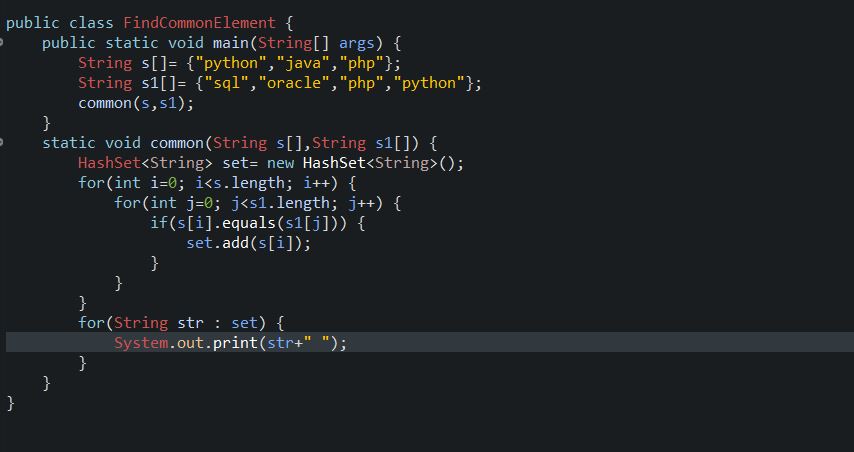 public class FindCommonElement {
    public static void main(String[] args) {
        String s[]= {"python","java","php"};
        String s1[]= {"sql","oracle","php","python"};
        common(s,s1);
    }
    static void common(String s[],String s1[]) {
        HashSet<String> set= new HashSet<String>();
        for(int i=0; i<s.length; i++) {
            for(int j=0; j<s1.length; j++) {
                if(s[i].equals(s1[j])) {
                    set.add(s[i]);
                }
            }
        }
        for(String str : set) {
            System.out.print(str+" ");
        }
    }
}